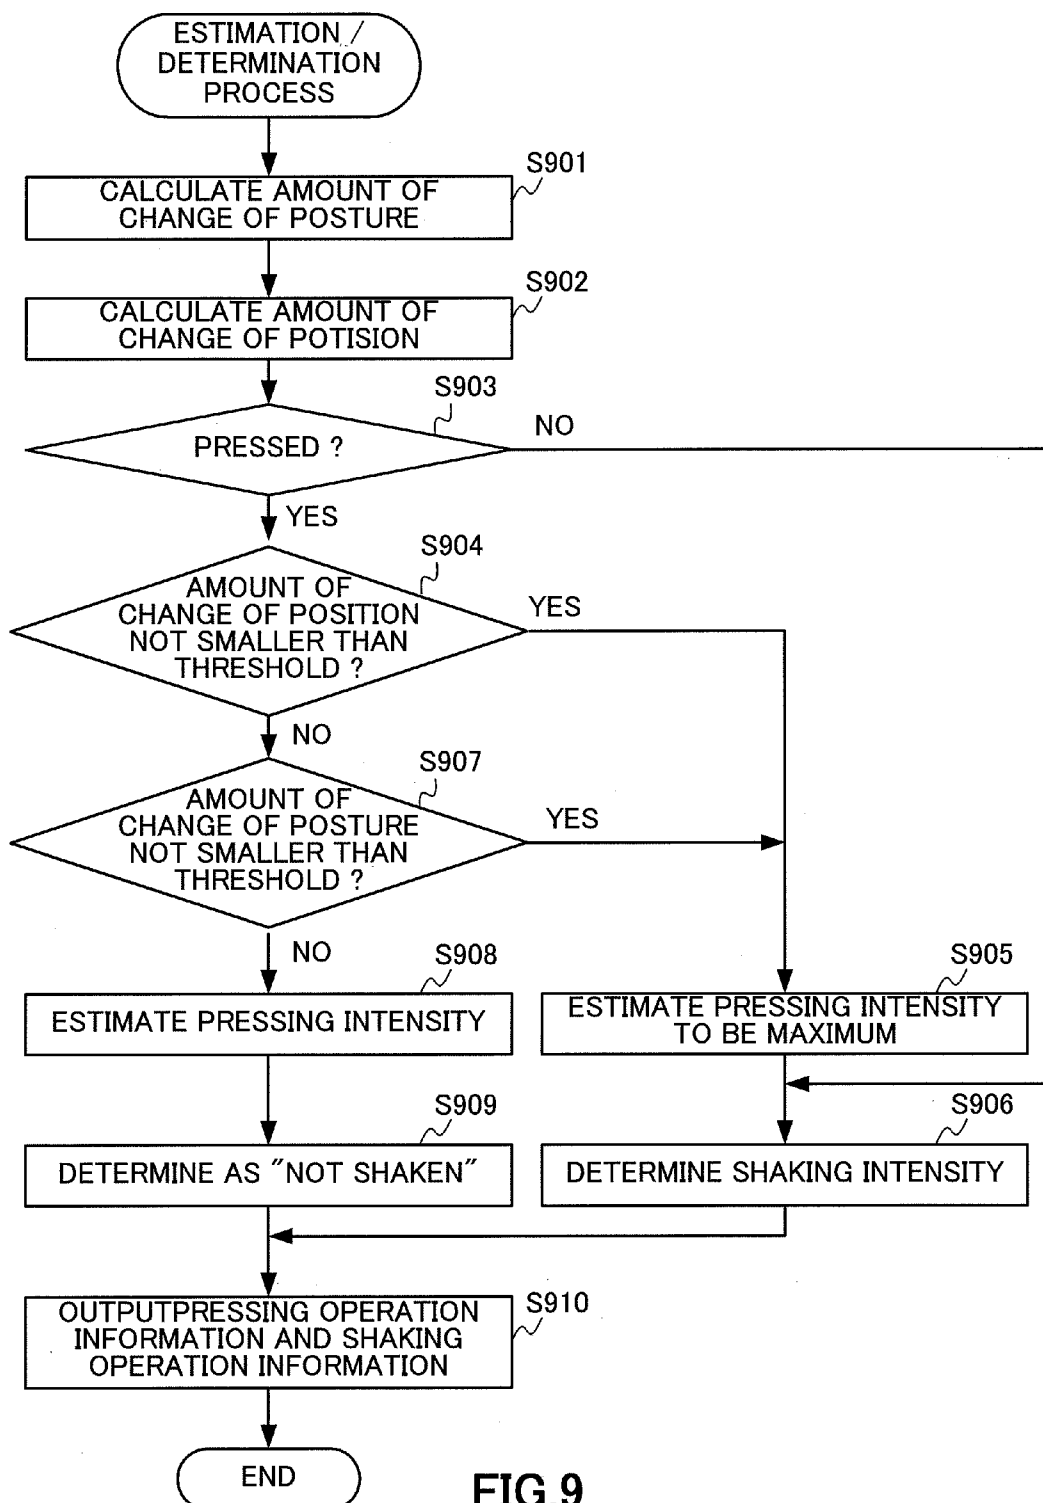 ESTIMATION /
DETERMINATION
PROCESS
S901
CALCULATE AMOUNT OF
CHANGE OF POSTURE
S902
CALCULATE AMOUNT OF
CHANGE OF POTISION
S903
PRESSED ?
NO
YES
S904
AMOUNT OF
CHANGE OF POSITION
NOT SMALLER THAN
THRESHOLD ?
YES
NO
S907
AMOUNT OF
CHANGE OF POSTURE
NOT SMALLER THAN
THRESHOLD ?
YES
NO
S908
ESTIMATE PRESSING INTENSITY
S905
ESTIMATE PRESSING INTENSITY
TO BE MAXIMUM
S909
DETERMINE AS "NOT SHAKEN"
S906
DETERMINE SHAKING INTENSITY
S910
OUTPUTPRESSING OPERATION
INFORMATION AND SHAKING
OPERATION INFORMATION
END
FIG.9